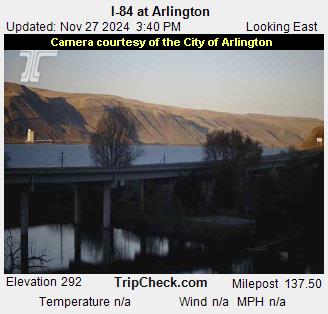 I-84 at Arlington
Updated: Nov 27 2024 3:40 PM Looking East
Camera courtesy of the City of Arlington
Elevation 292 TripCheck.com Milepost 137.50
Temperature n/a Wind n/a MPH n/a